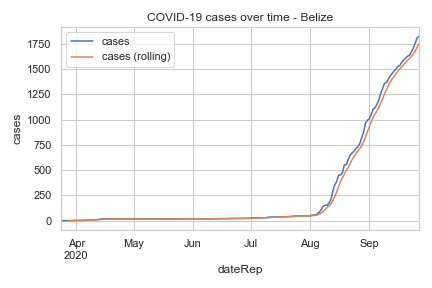 COVID-19 cases over time - Belize
cases
cases (rolling)
1750
1500
1250
1000
750
500
250
0
cases
Apr
2020
May
Jun
Jul
Aug
Sep
dateRep